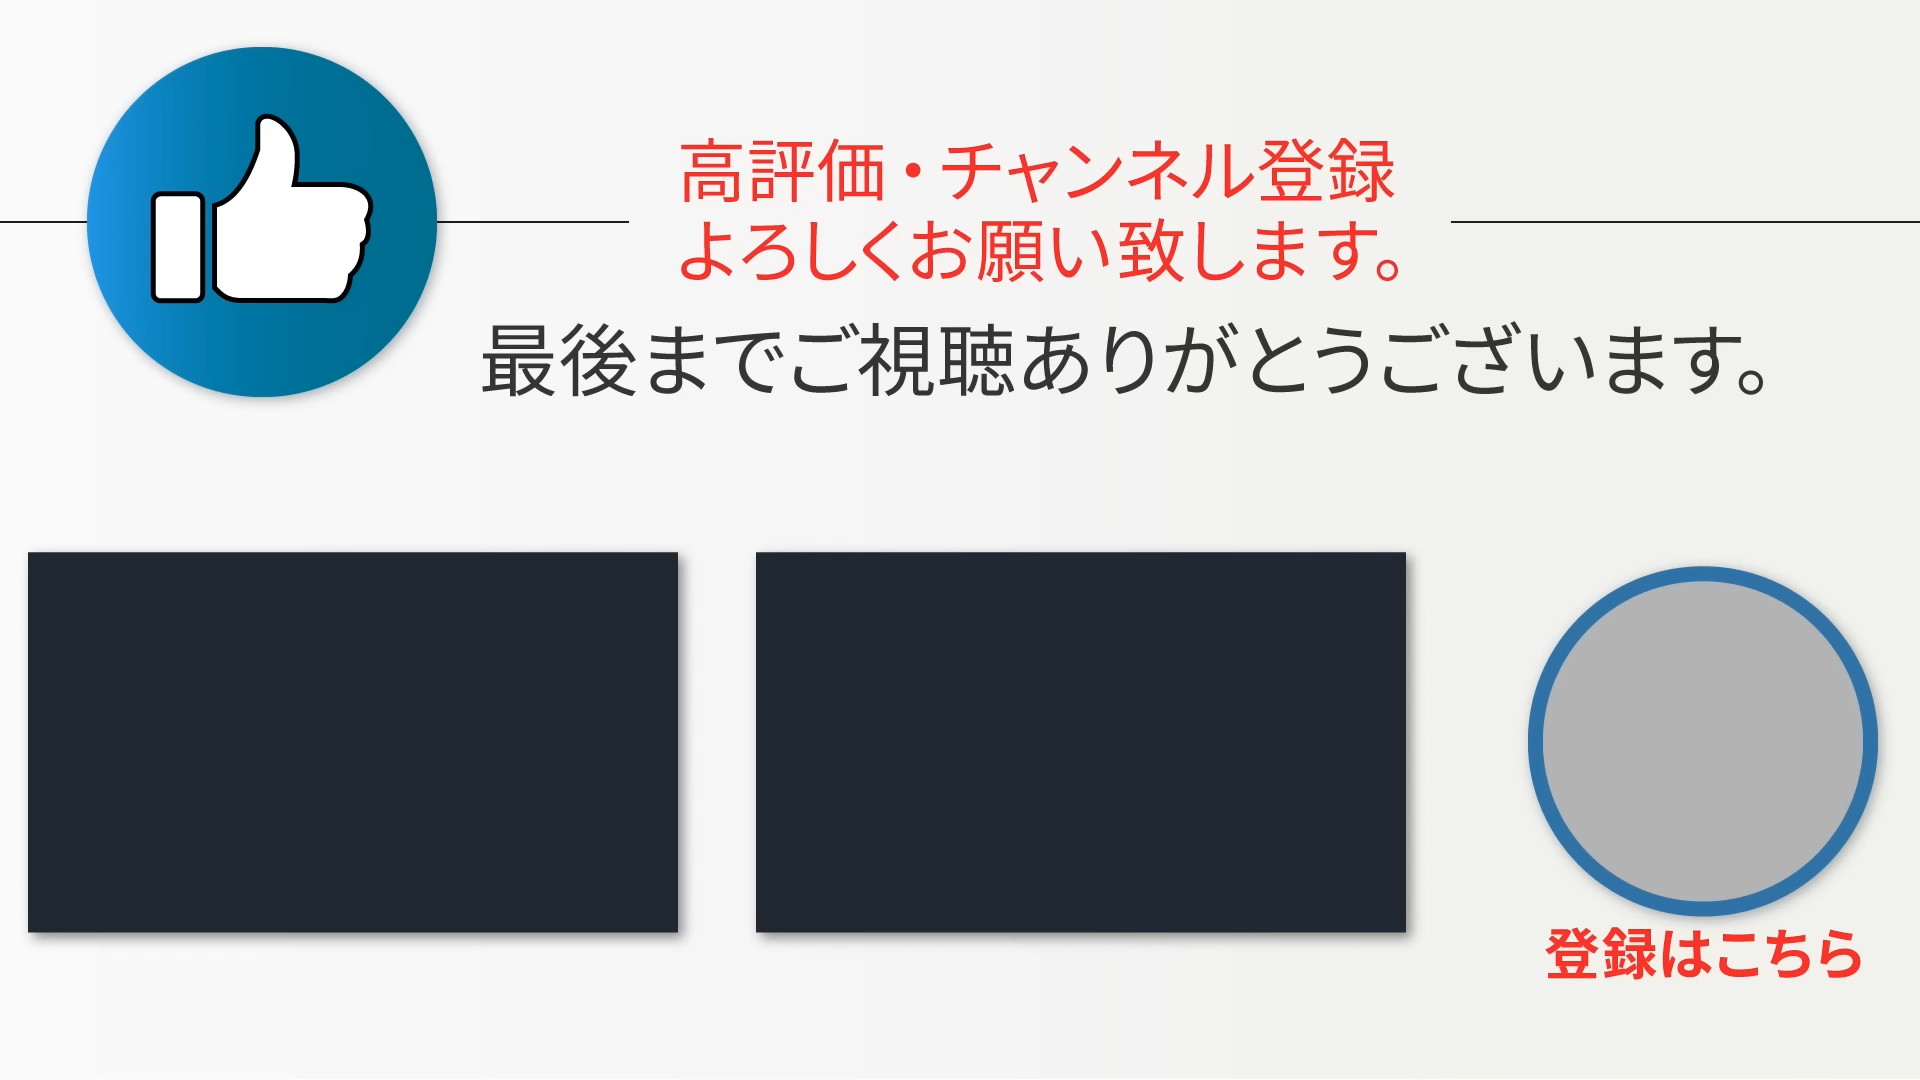 高評価・チャンネル登録
よろしくお願い致します。
最後までご視聴ありがとうございます。
登録はこちら